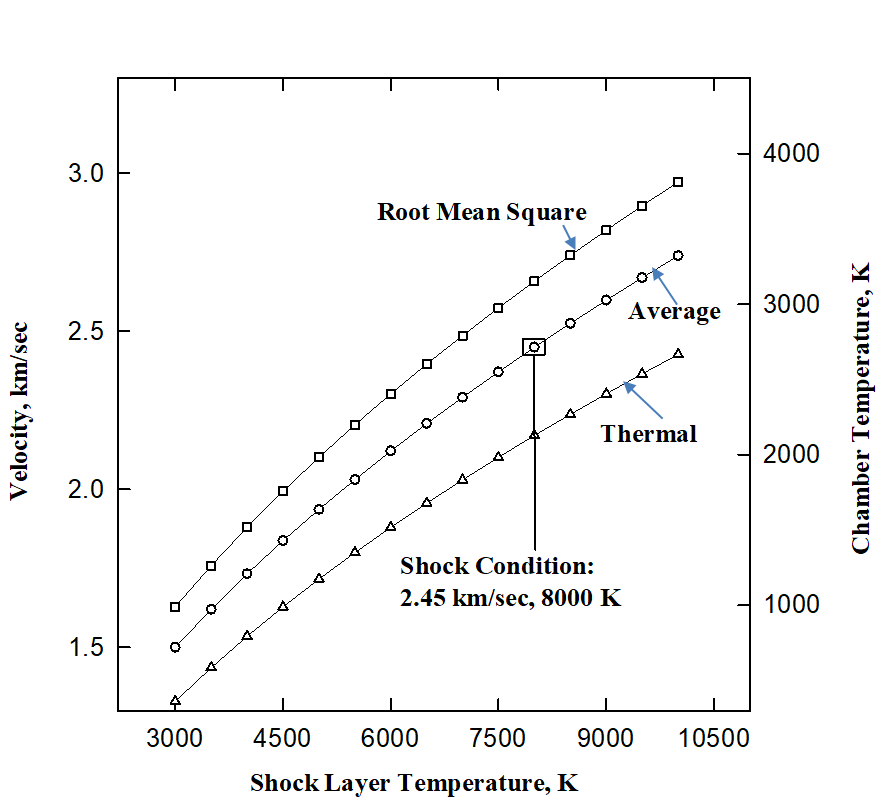 4000
3.0
Root Mean Square
3000
Average
2.5
Velocity, km/sec
Chamber Temperature, K
Thermal
2000
2.0
Shock Condition:
2.45 km/sec, 8000 K
1000
1.5
3000 4500 6000 7500 9000 10500
Shock Layer Temperature, K